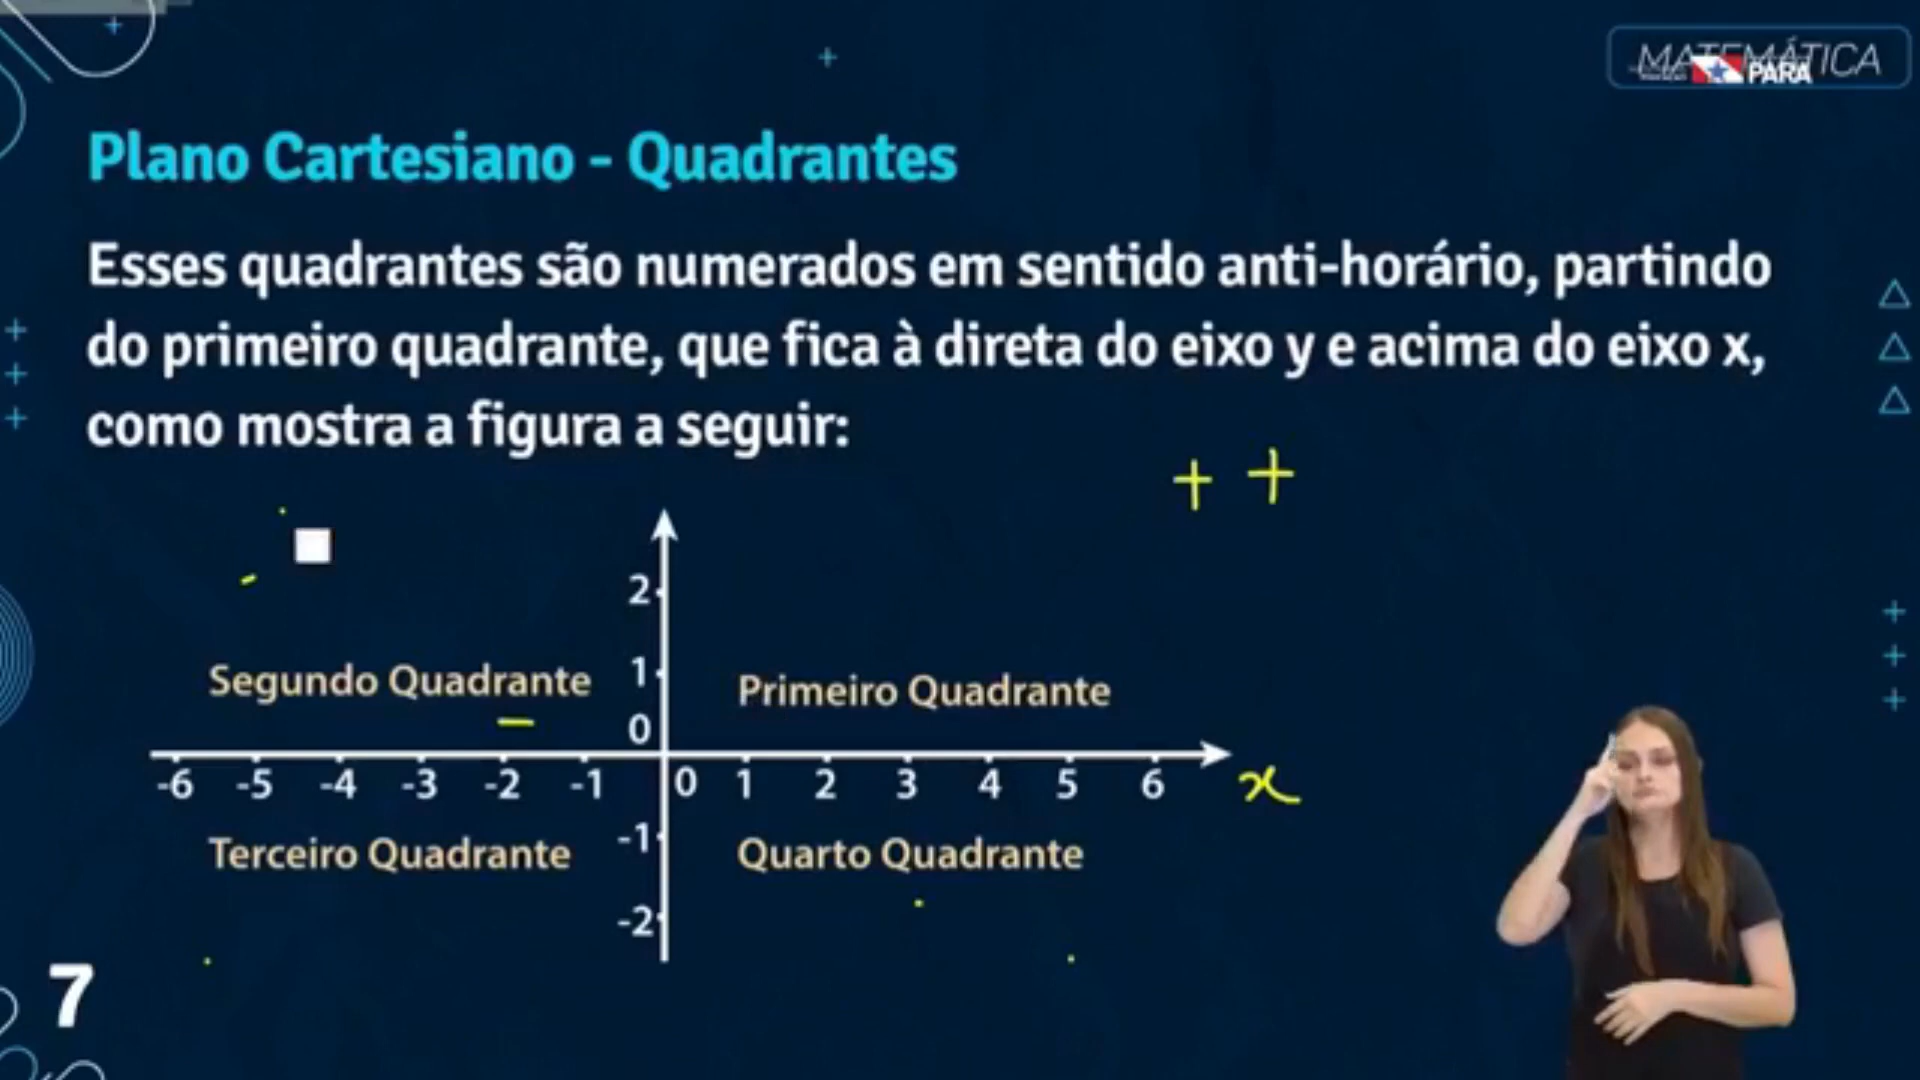 MATEMÁTICA
PARÁ
Plano Cartesiano - Quadrantes
Esses quadrantes são numerados em sentido anti-horário, partindo
do primeiro quadrante, que fica à direta do eixo y e acima do eixo x,
como mostra a figura a seguir:
+ +
2
Segundo Quadrante 1 Primeiro Quadrante
0
-6 -5 -4 -3 -2 -1 0 1 2 3 4 5 6 x
Terceiro Quadrante -1 Quarto Quadrante
-2
7